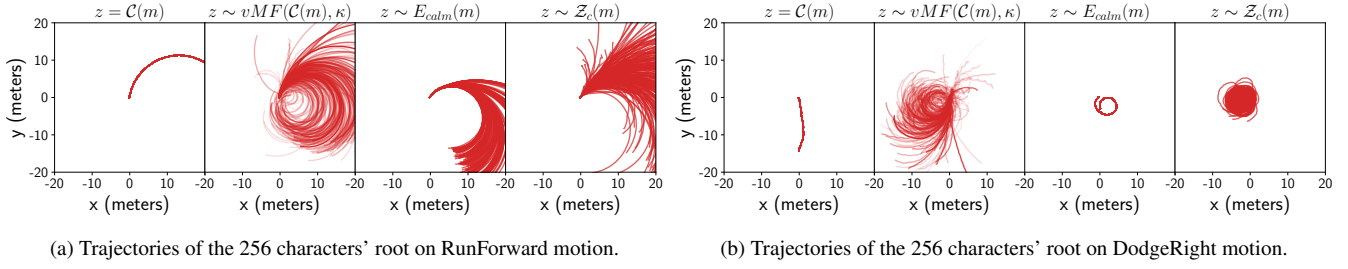 z = C(m) z ∼ vMF(C(m), κ) z ∼ E_calm(m) z ∼ Z_c(m)
20
10
0
-10
-20
y (meters)
-20 -10 0 10 20 -10 0 10 20 -10 0 10 20 -10 0 10 20
x (meters) x (meters) x (meters) x (meters)
(a) Trajectories of the 256 characters' root on RunForward motion.
z = C(m) z ∼ vMF(C(m), κ) z ∼ E_calm(m) z ∼ Z_c(m)
20
10
0
-10
-20
y (meters)
-20 -10 0 10 20 -10 0 10 20 -10 0 10 20 -10 0 10 20
x (meters) x (meters) x (meters) x (meters)
(b) Trajectories of the 256 characters' root on DodgeRight motion.